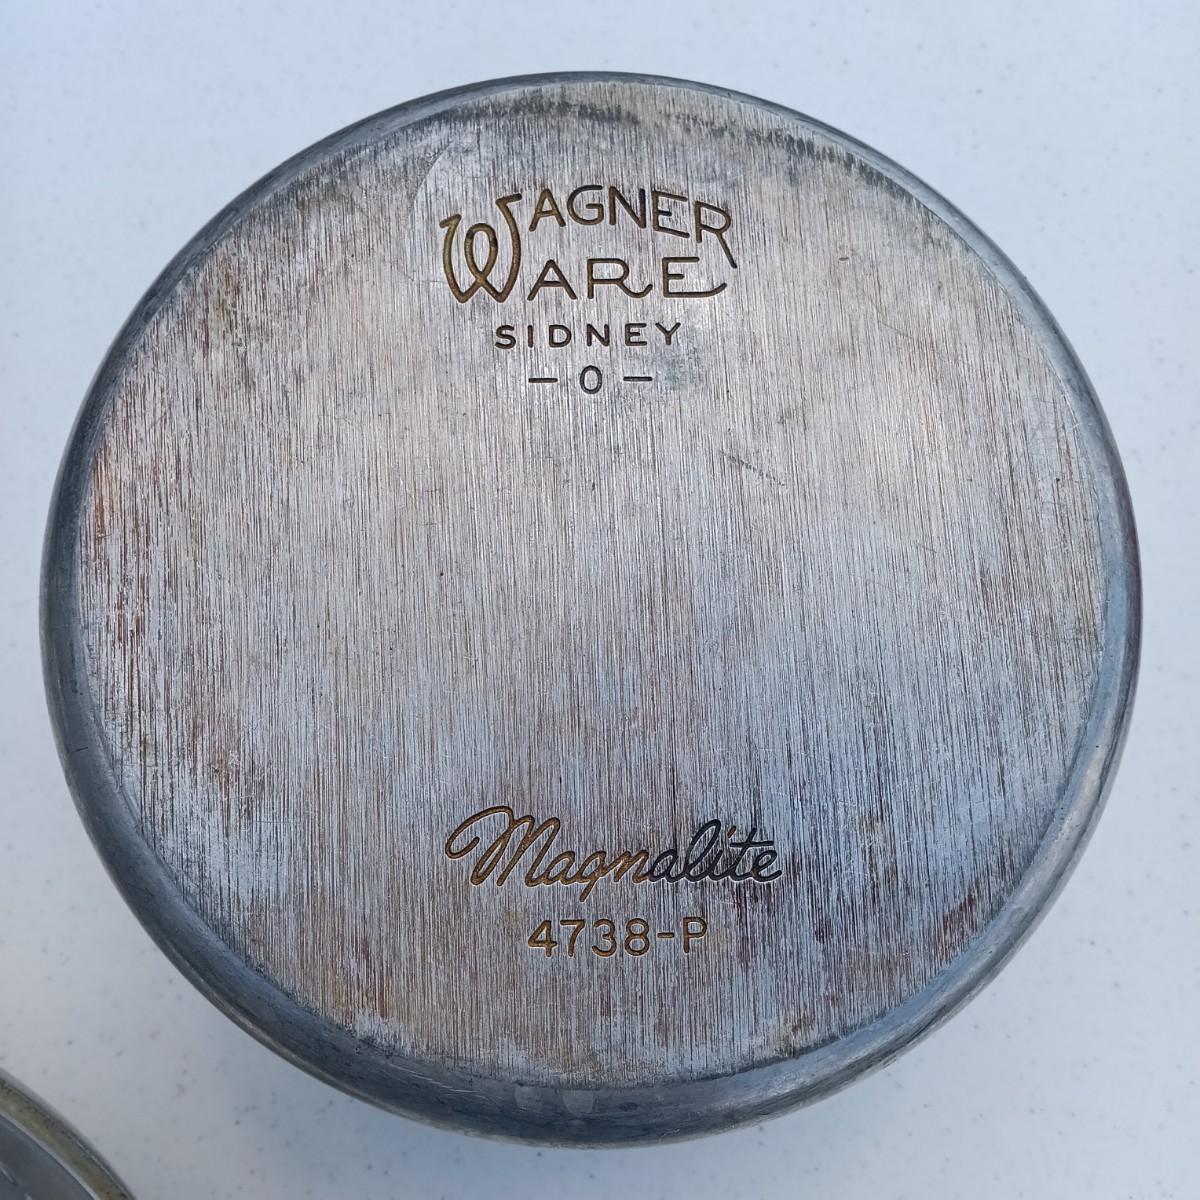 WAGNER
WARE
SIDNEY
- O -
Magnalite
4738-P